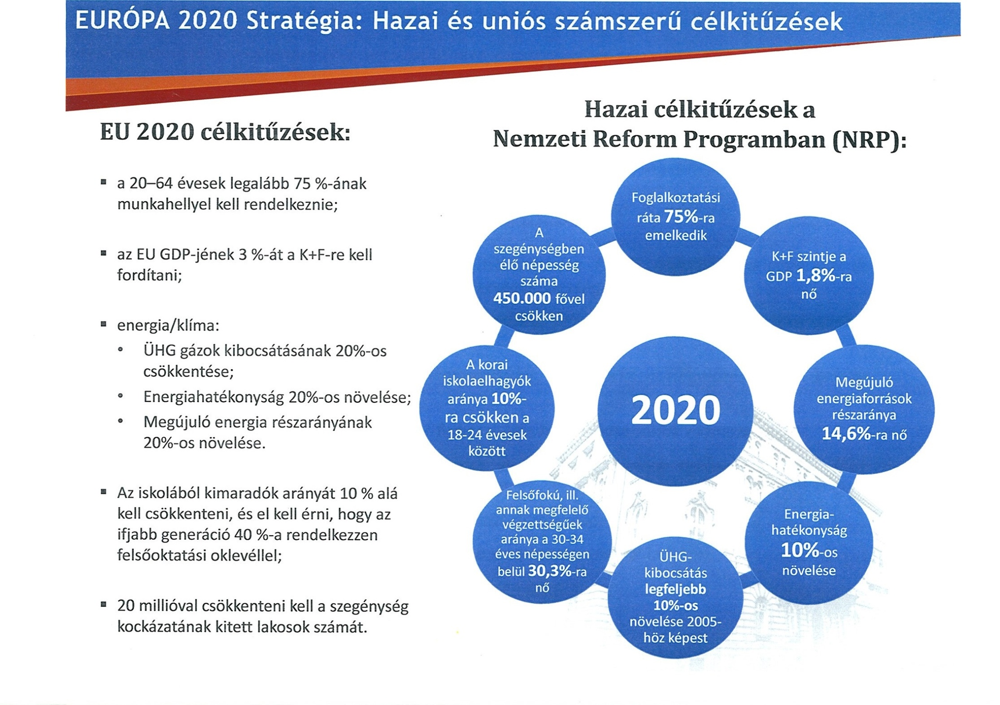 EURÓPA 2020 Stratégia: Hazai és uniós számszerű célkitűzések
EU 2020 célkitűzések:
▪ a 20–64 évesek legalább 75 %-ának
munkahellyel kell rendelkeznie;
▪ az EU GDP-jének 3 %-át a K+F-re kell
fordítani;
▪ energia/klíma:
• ÜHG gázok kibocsátásának 20%-os
csökkentése;
• Energiahatékonyság 20%-os növelése;
• Megújuló energia részarányának
20%-os növelése.
▪ Az iskolából kimaradók arányát 10 % alá
kell csökkenteni, és el kell érni, hogy az
ifjabb generáció 40 %-a rendelkezzen
felsőoktatási oklevéllel;
▪ 20 millióval csökkenteni kell a szegénység
kockázatának kitett lakosok számát.
Hazai célkitűzések a
Nemzeti Reform Programban (NRP):
Foglalkoztatási
ráta 75%-ra
emelkedik
K+F szintje a
GDP 1,8%-ra
nő
Megújuló
energiaforrások
részaránya
14,6%-ra nő
Energia-
hatékonyság
10%-os
növelése
ÜHG-
kibocsátás
legfeljebb
10%-os
növelése 2005-
höz képest
Felsőfokú, ill.
annak megfelelő
végzettségűek
aránya a 30-34
éves népességen
belül 30,3%-ra
nő
A korai
iskolaelhagyók
aránya 10%-
ra csökken a
18-24 évesek
között
A
szegénységben
élő népesség
száma
450.000 fővel
csökken
2020